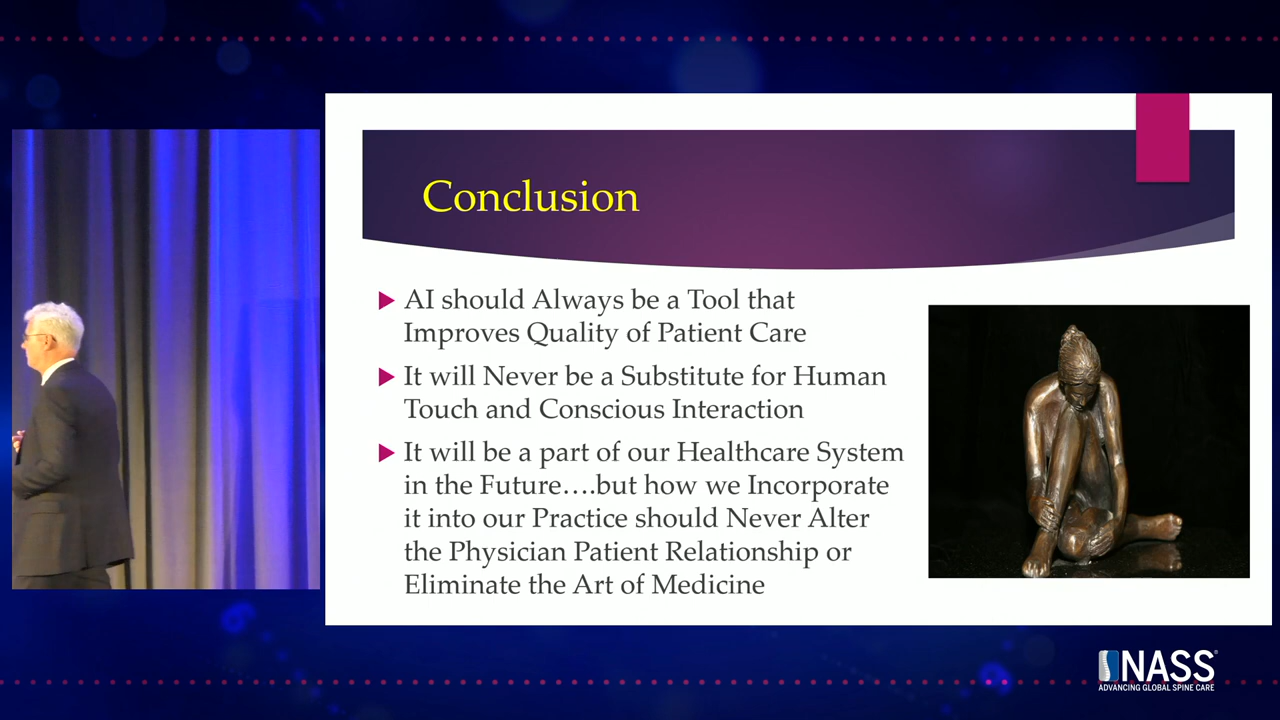 Conclusion
AI should Always be a Tool that
Improves Quality of Patient Care
It will Never be a Substitute for Human
Touch and Conscious Interaction
It will be a part of our Healthcare System
in the Future….but how we Incorporate
it into our Practice should Never Alter
the Physician Patient Relationship or
Eliminate the Art of Medicine
NASS®
ADVANCING GLOBAL SPINE CARE